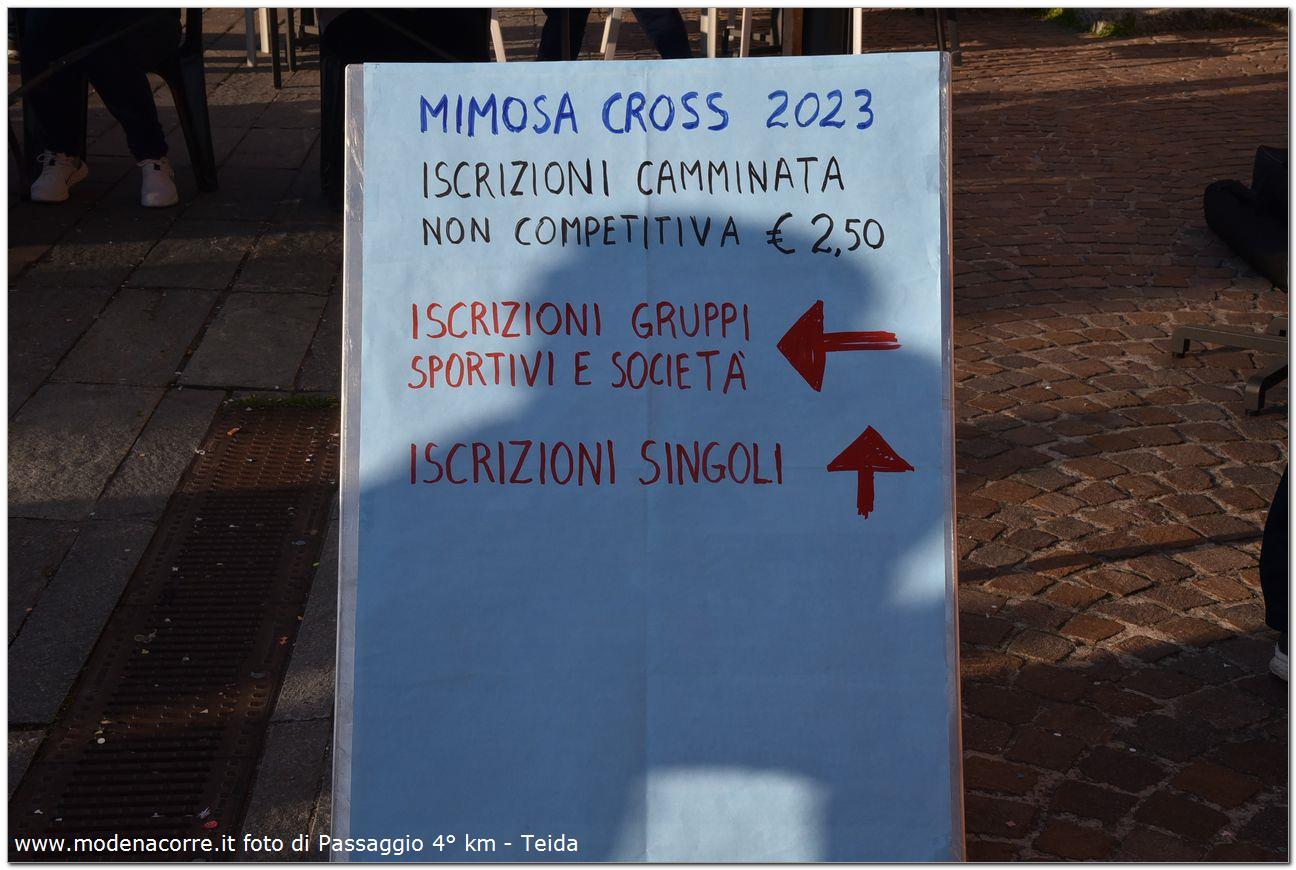 MIMOSA CROSS 2023
ISCRIZIONI CAMMINATA
NON COMPETITIVA € 2,50
ISCRIZIONI GRUPPI
SPORTIVI E SOCIETÀ
ISCRIZIONI SINGOLI
www.modenacorre.it foto di Passaggio 4° km - Teida